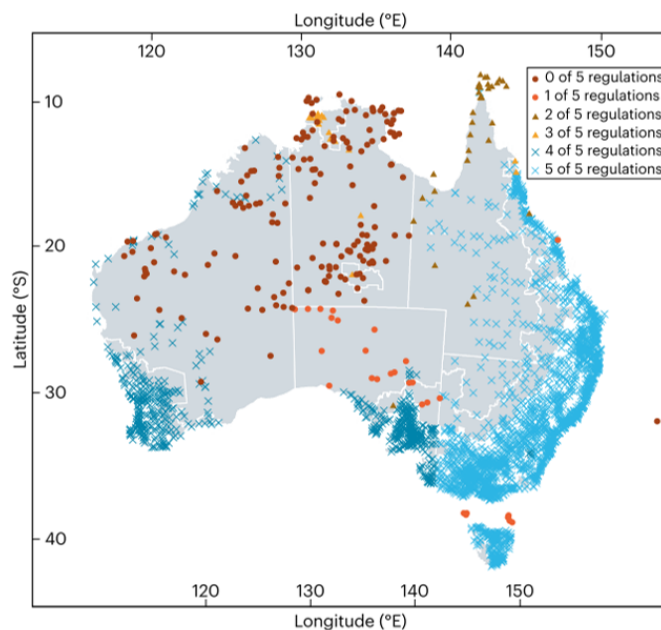 Longitude (°E)
120
130
140
150
0 of 5 regulations
1 of 5 regulations
2 of 5 regulations
3 of 5 regulations
4 of 5 regulations
5 of 5 regulations
10
20
30
40
Latitude (°S)
120
130
140
150
Longitude (°E)